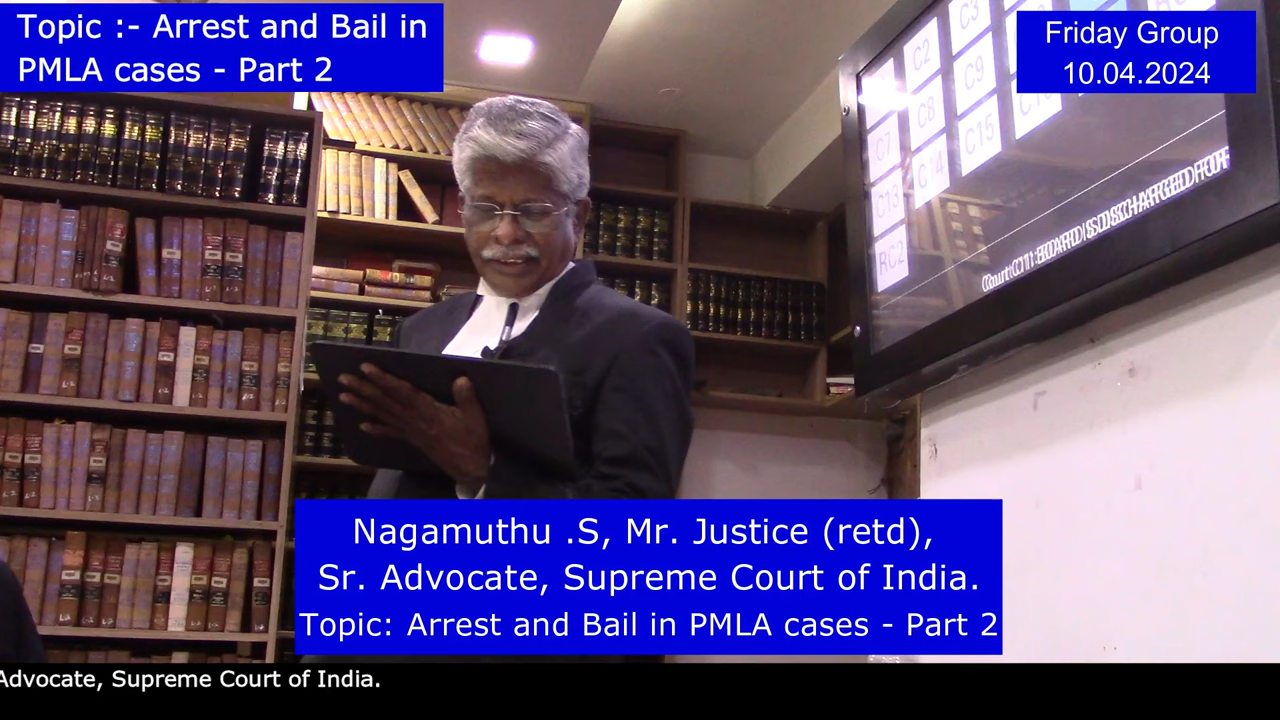 Topic :- Arrest and Bail in
PMLA cases - Part 2
Friday Group
10.04.2024
C3
C2
C9
C8
C7
C15
C14
C13
RC2
Nagamuthu .S, Mr. Justice (retd),
Sr. Advocate, Supreme Court of India.
Topic: Arrest and Bail in PMLA cases - Part 2
Advocate, Supreme Court of India.